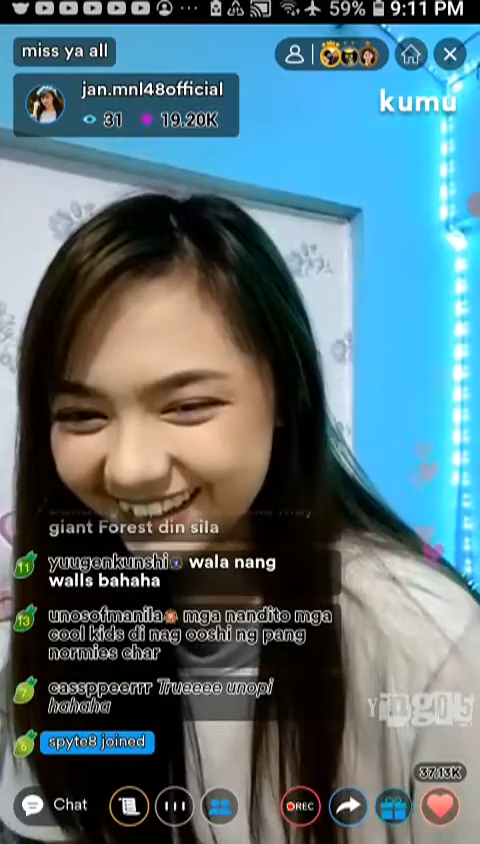 59% 9:11 PM
miss ya all
jan.mnl48official
31 19.20K
kumu
giant Forest din sila
11 yuugenkunshi wala nang
walls bahaha
13 unosofmanila mga nandito mga
cool kids di nag ooshi ng pang
normies char
7 cassppeerrr Trueeee unopi
hahaha
6 spyte8 joined
Ying05
37.13K
Chat
REC